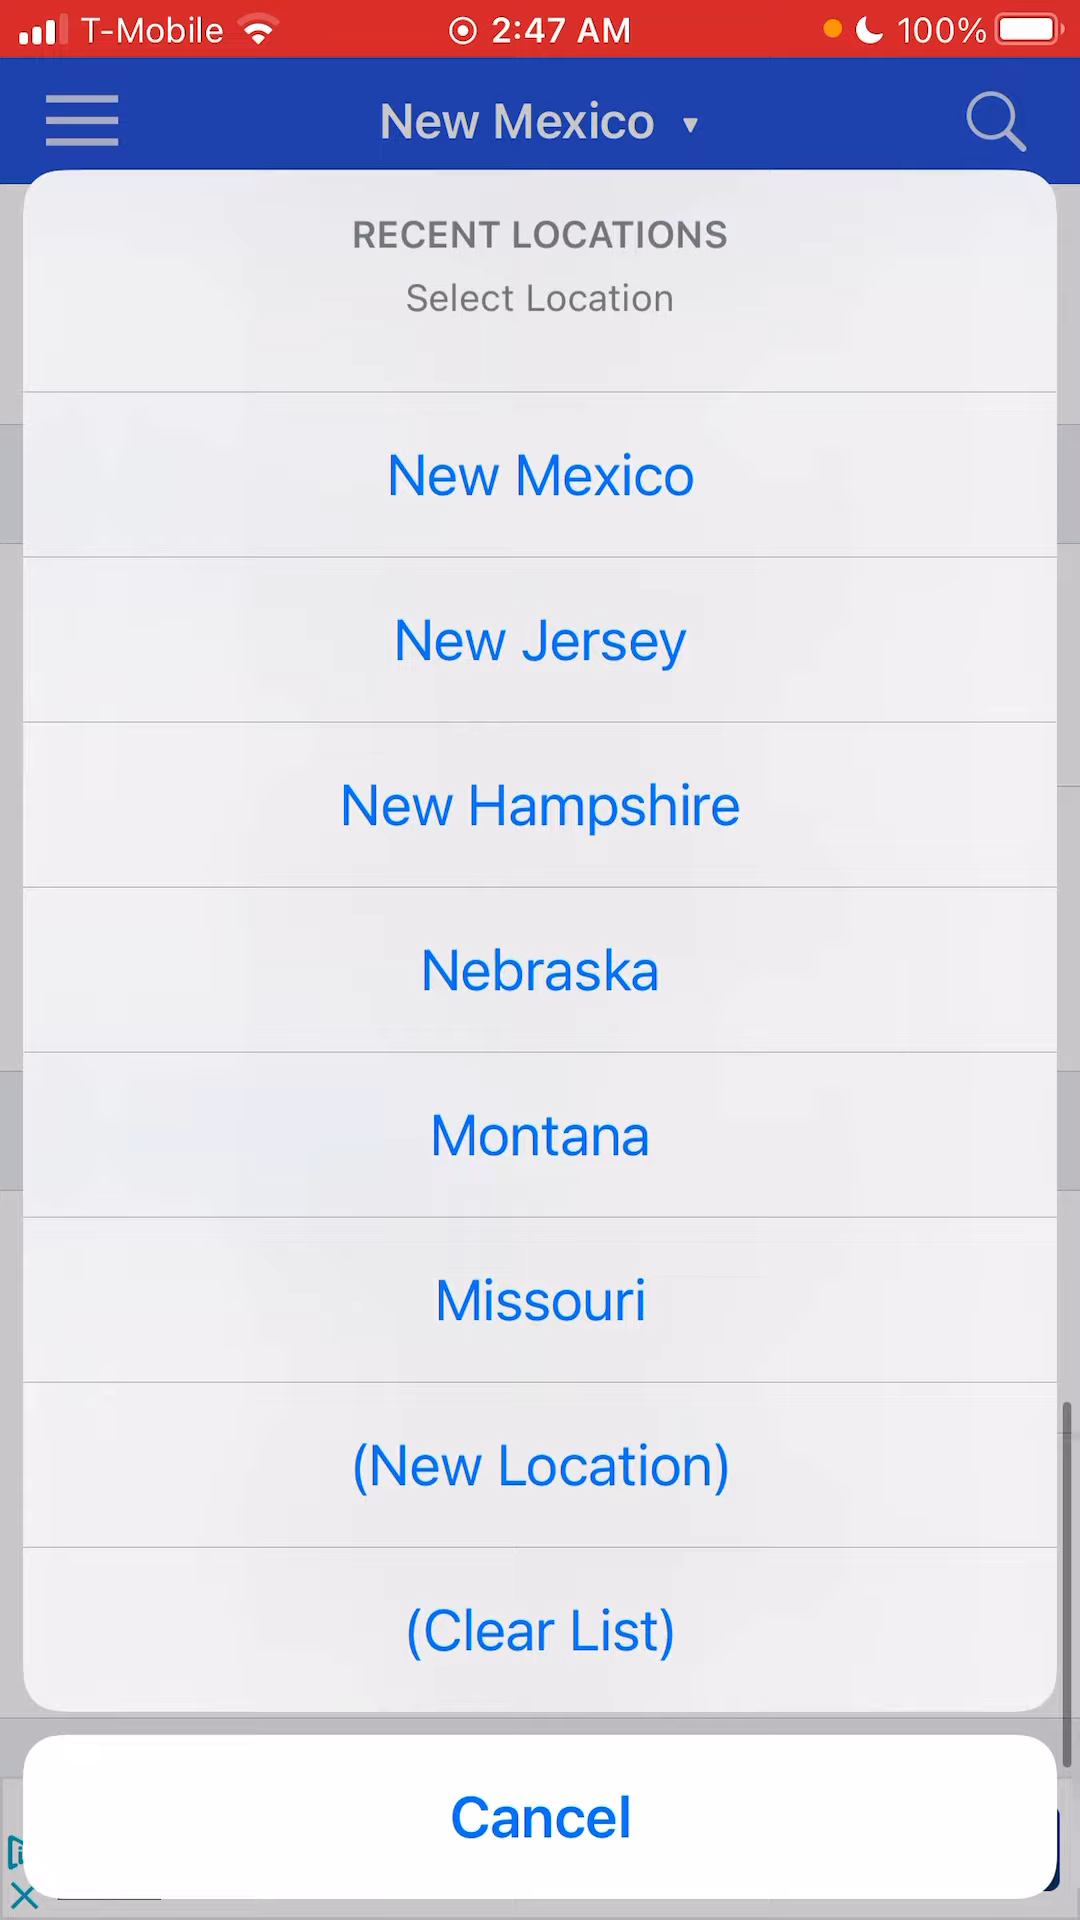 T-Mobile 2:47 AM 100%
New Mexico ▼
RECENT LOCATIONS
Select Location
New Mexico
New Jersey
New Hampshire
Nebraska
Montana
Missouri
(New Location)
(Clear List)
Cancel